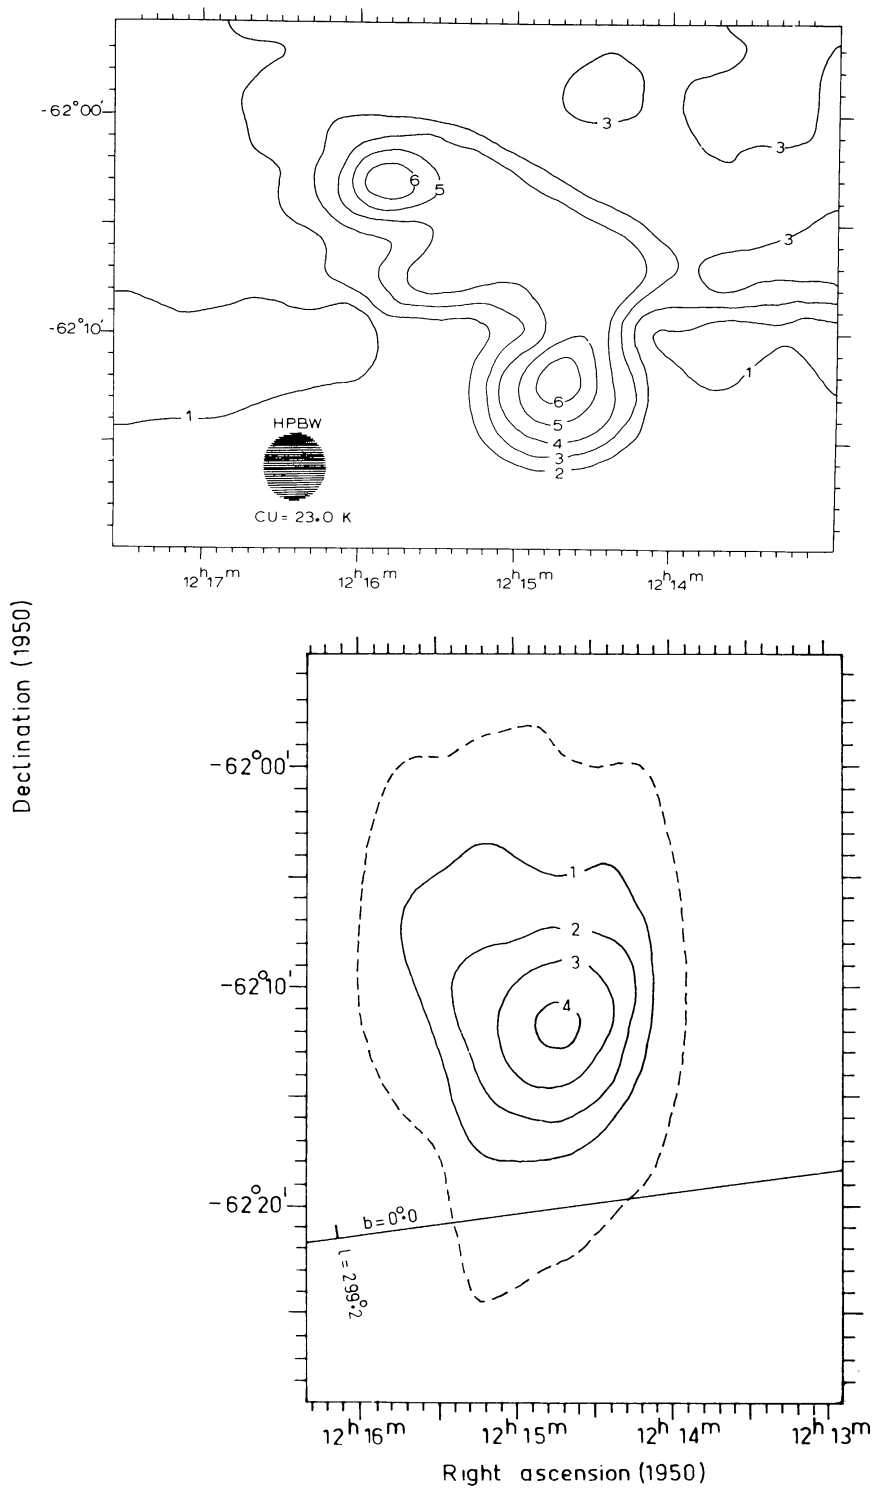 -62°00'
3
3
6
5
3
-62°10'
1
1
6
5
4
3
2
HPBW
CU = 23.0 K
12ʰ17ᵐ 12ʰ16ᵐ 12ʰ15ᵐ 12ʰ14ᵐ
Declination (1950)
-62°00'
1
2
3
-62°10'
4
-62°20'
b=0°.0
l = 299°.2
12ʰ16ᵐ 12ʰ15ᵐ 12ʰ14ᵐ 12ʰ13ᵐ
Right ascension (1950)